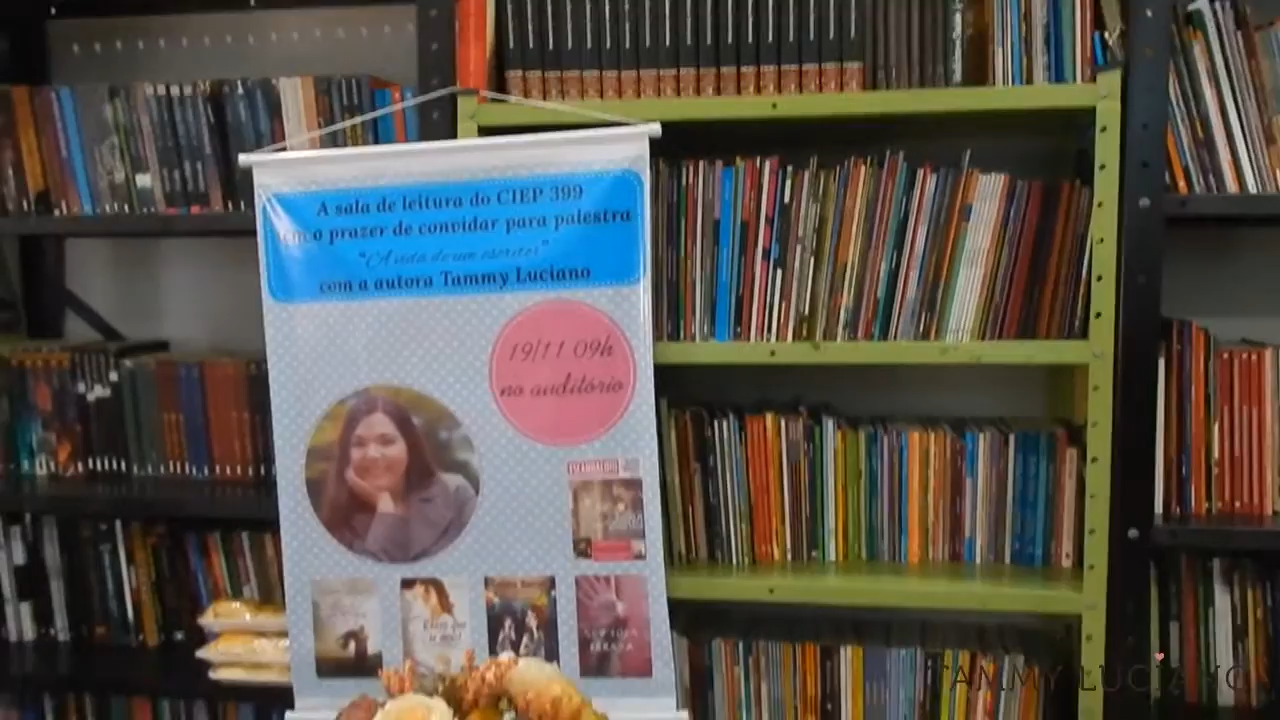 A sala de leitura do CIEP 399
o prazer de convidar para palestra
"A vida de um escritor"
com a autora Tammy Luciano
19/11 09h
no auditório
ESCÂNDALO!!!
TAMMY LUCIANO